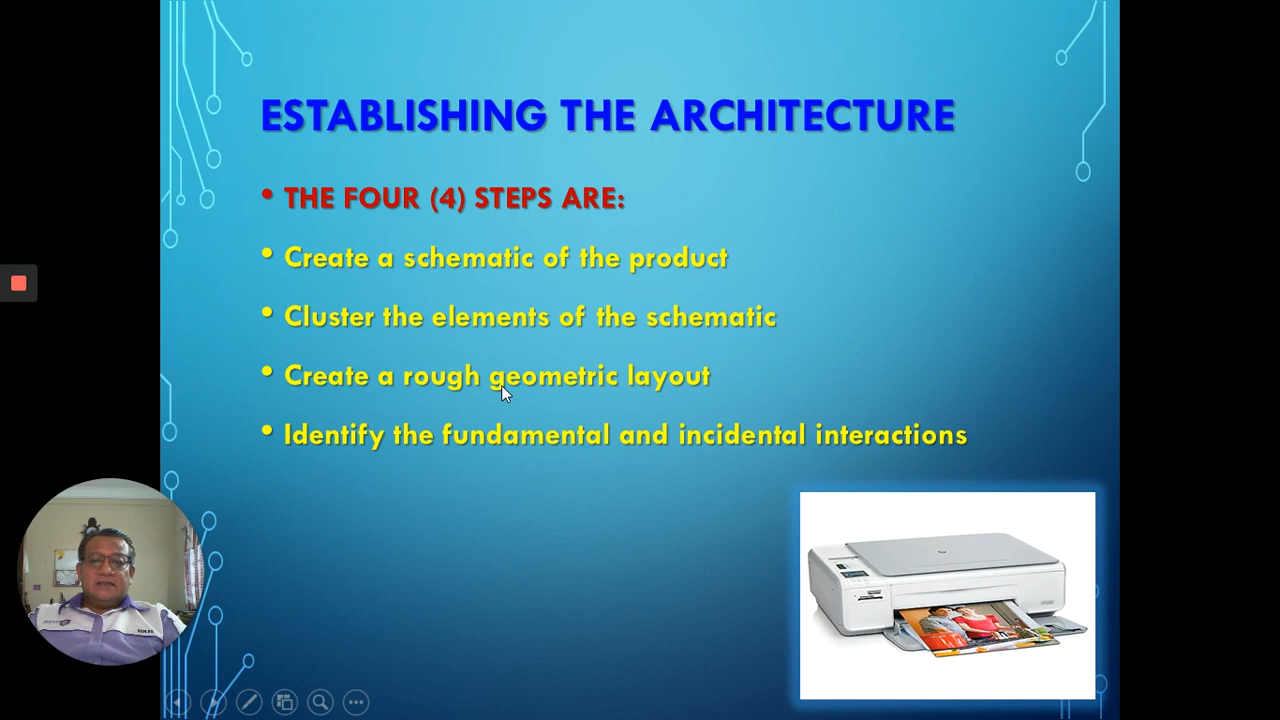 ESTABLISHING THE ARCHITECTURE
• THE FOUR (4) STEPS ARE:
• Create a schematic of the product
• Cluster the elements of the schematic
• Create a rough geometric layout
• Identify the fundamental and incidental interactions